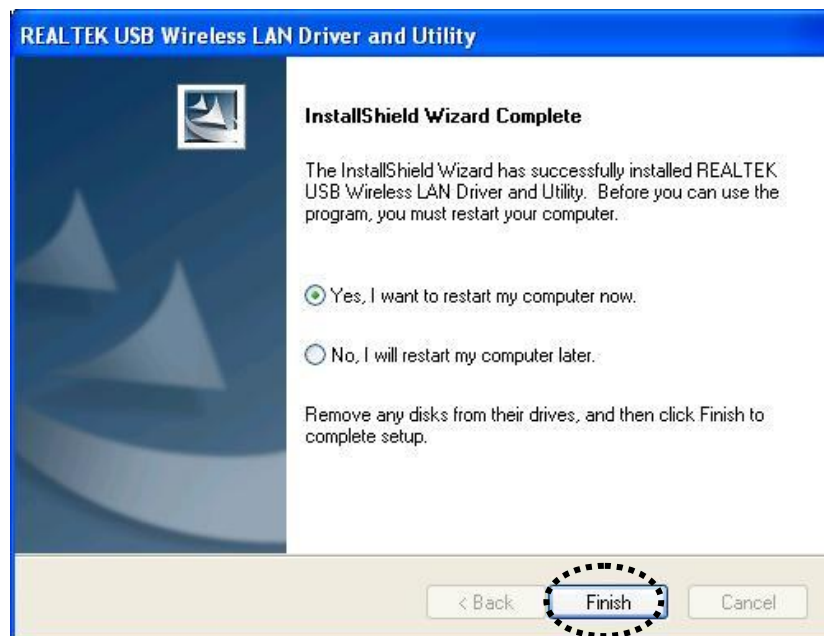 REALTEK USB Wireless LAN Driver and Utility
InstallShield Wizard Complete
The InstallShield Wizard has successfully installed REALTEK
USB Wireless LAN Driver and Utility. Before you can use the
program, you must restart your computer.
Yes, I want to restart my computer now.
No, I will restart my computer later.
Remove any disks from their drives, and then click Finish to
complete setup.
< Back Finish Cancel